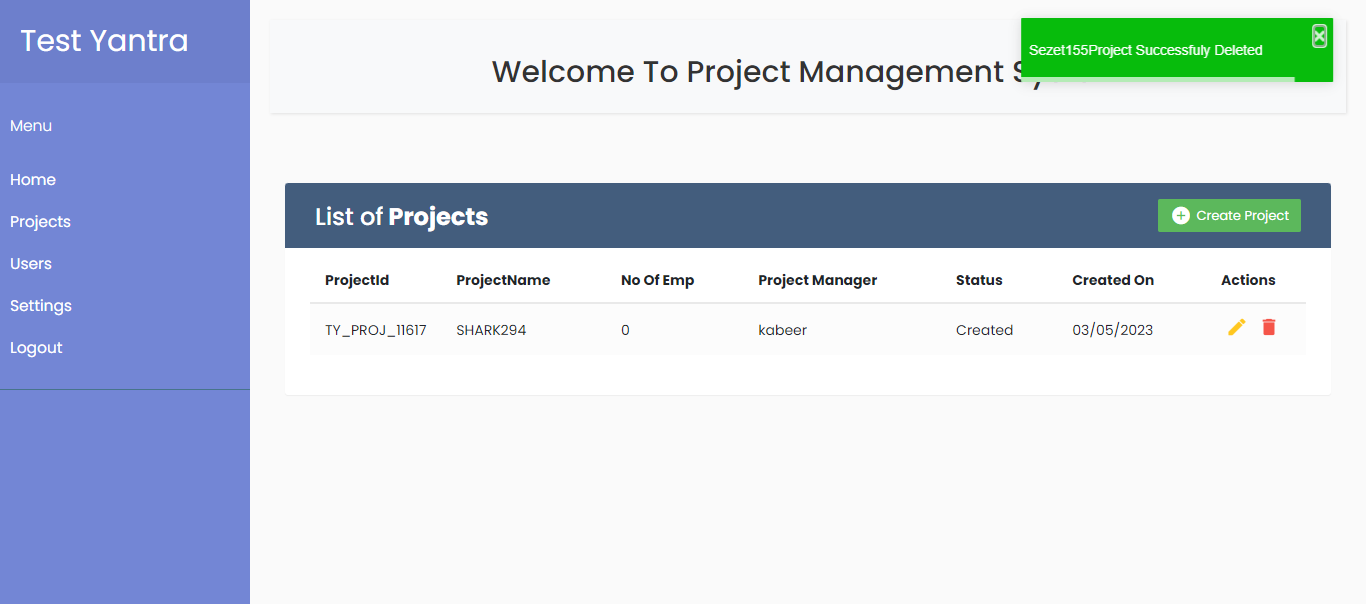 Test Yantra
Menu
Home
Projects
Users
Settings
Logout
Welcome To Project Management
Sezet155Project Successfuly Deleted
List of Projects
Create Project
ProjectId ProjectName No Of Emp Project Manager Status Created On Actions
TY_PROJ_11617 SHARK294 0 kabeer Created 03/05/2023